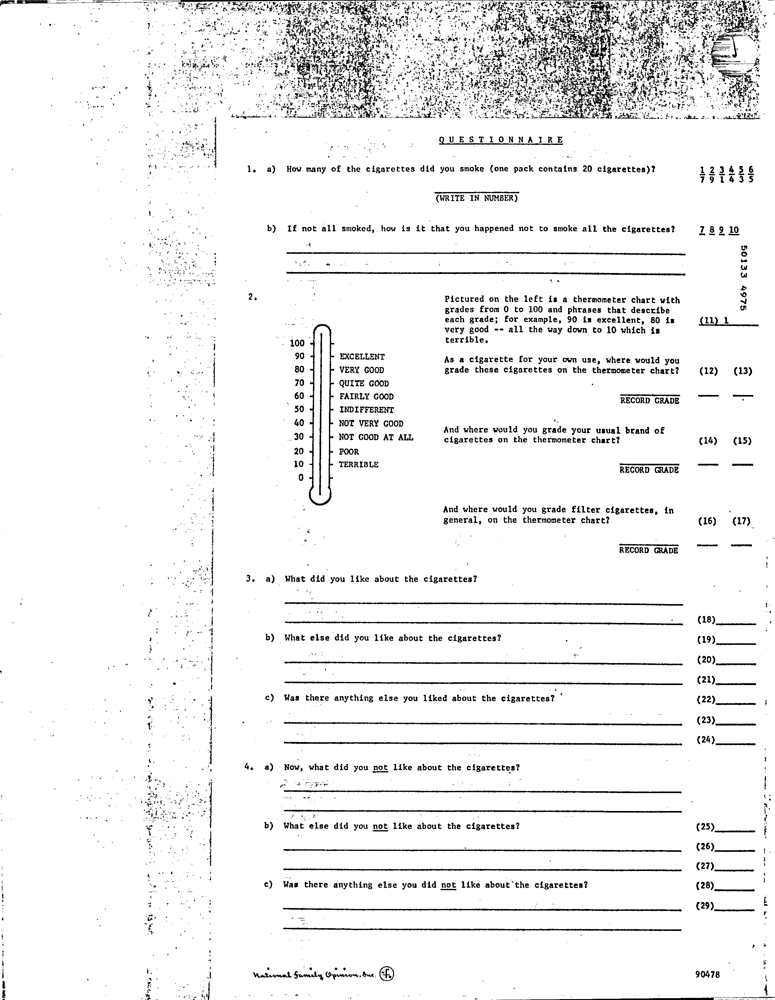 QUESTIONNAIRE
1. a) How many of the cigarettes did you smoke (one pack contains 20 cigarettes)?
1 2 3 4 5 6
7 9 1 4 3 5
(WRITE IN NUMBER)
b) If not all smoked, how is it that you happened not to smoke all the cigarettes?
7 8 9 10
50133 4975
2.
Pictured on the left is a thermometer chart with
grades from 0 to 100 and phrases that describe
each grade; for example, 90 is excellent, 80 is
(11) 1
very good -- all the way down to 10 which is
terrible.
100
90 EXCELLENT
80 VERY GOOD
70 QUITE GOOD
60 FAIRLY GOOD
50 INDIFFERENT
40 NOT VERY GOOD
30 NOT GOOD AT ALL
20 POOR
10 TERRIBLE
0
As a cigarette for your own use, where would you
grade these cigarettes on the thermometer chart?
(12) (13)
RECORD GRADE
And where would you grade your usual brand of
cigarettes on the thermometer chart?
(14) (15)
RECORD GRADE
And where would you grade filter cigarettes, in
general, on the thermometer chart?
(16) (17)
RECORD GRADE
3. a) What did you like about the cigarettes?
(18)
b) What else did you like about the cigarettes?
(19)
(20)
(21)
c) Was there anything else you liked about the cigarettes?
(22)
(23)
(24)
4. a) Now, what did you not like about the cigarettes?
b) What else did you not like about the cigarettes?
(25)
(26)
(27)
c) Was there anything else you did not like about the cigarettes?
(28)
(29)
National Family Opinion, Inc.
90478